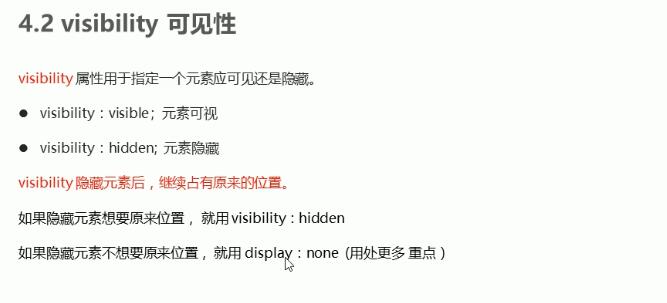 4.2 visibility 可见性
visibility 属性用于指定一个元素应可见还是隐藏。
● visibility：visible；元素可视
● visibility：hidden; 元素隐藏
visibility 隐藏元素后，继续占有原来的位置。
如果隐藏元素想要原来位置， 就用 visibility：hidden
如果隐藏元素不想要原来位置， 就用 display：none (用处更多 重点）